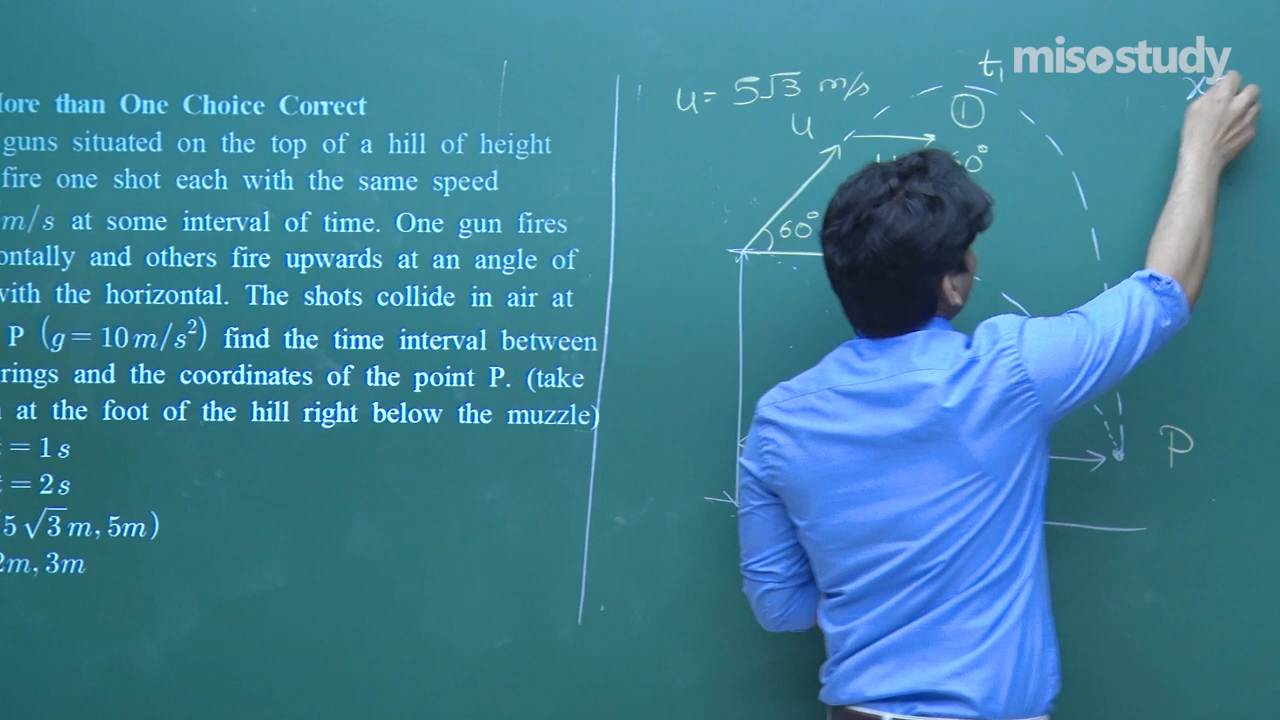 misostudy
More than One Choice Correct
guns situated on the top of a hill of height
fire one shot each with the same speed
m/s at some interval of time. One gun fires
ontally and others fire upwards at an angle of
with the horizontal. The shots collide in air at
P (g = 10 m/s²) find the time interval between
rings and the coordinates of the point P. (take
at the foot of the hill right below the muzzle)
= 1 s
= 2 s
5√3 m, 5m)
2m, 3m
u = 5√3 m/s
t₁
①
u
60°
60°
P
x